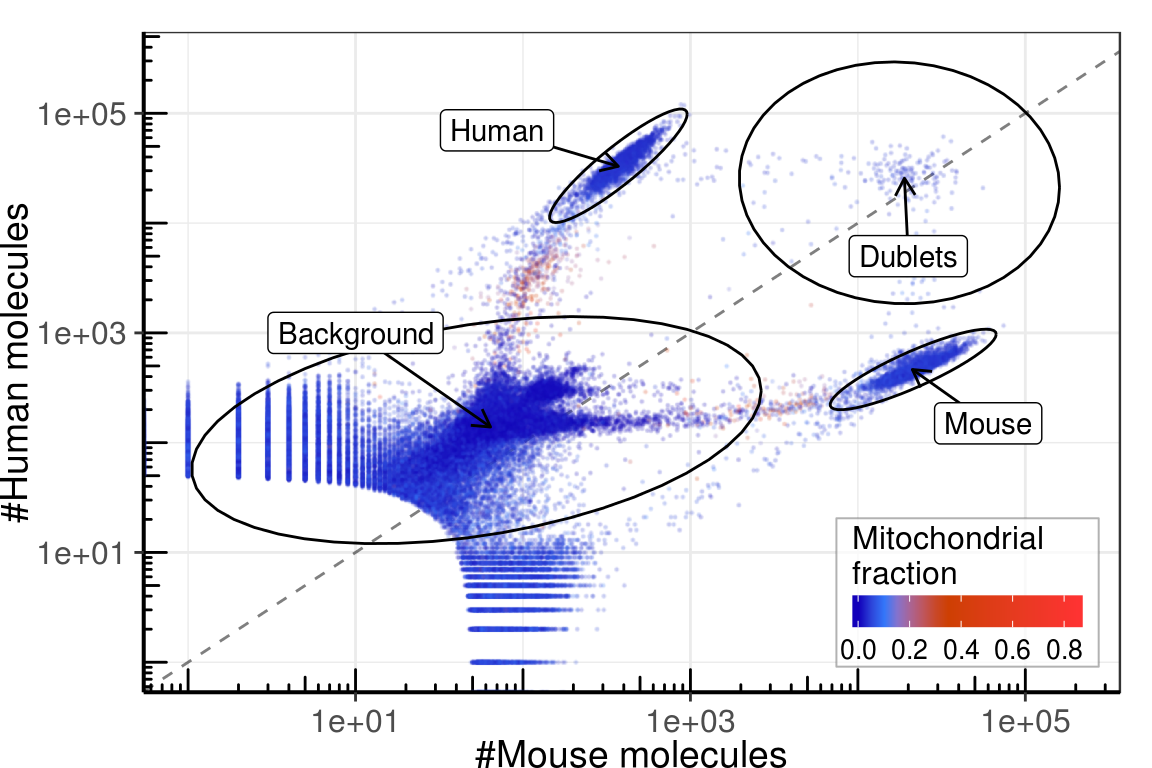 1e+05
1e+03
1e+01
#Human molecules
Human
Dublets
Background
Mouse
Mitochondrial
fraction
0.0 0.2 0.4 0.6 0.8
1e+01 1e+03 1e+05
#Mouse molecules